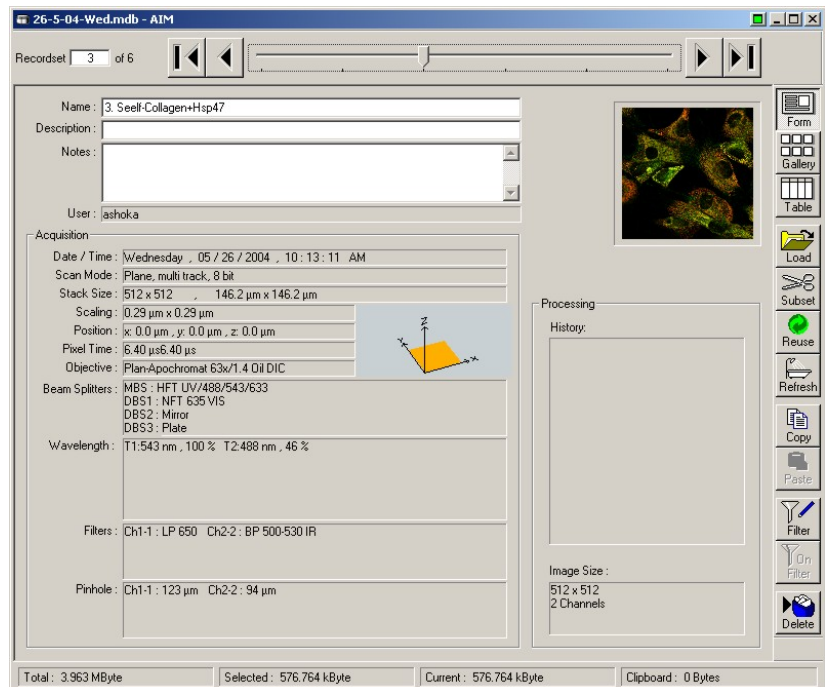 26-5-04-Wed.mdb - AIM
Recordset 3 of 6
Name : 3. Seelf-Collagen+Hsp47
Description :
Notes :
User : ashoka
Acquisition
Date / Time : Wednesday , 05 / 26 / 2004 , 10 : 13 : 11 AM
Scan Mode : Plane, multi track, 8 bit
Stack Size : 512 x 512 , 146.2 µm x 146.2 µm
Scaling : 0.29 µm x 0.29 µm
Position : x: 0.0 µm , y: 0.0 µm , z: 0.0 µm
Pixel Time : 6.40 µs6.40 µs
Objective : Plan-Apochromat 63x/1.4 Oil DIC
Z
Y
X
Beam Splitters : MBS : HFT UV/488/543/633
DBS1 : NFT 635 VIS
DBS2 : Mirror
DBS3 : Plate
Wavelength : T1:543 nm , 100 % T2:488 nm , 46 %
Filters : Ch1-1 : LP 650 Ch2-2 : BP 500-530 IR
Pinhole : Ch1-1 : 123 µm Ch2-2 : 94 µm
Processing
History:
Image Size :
512 x 512
2 Channels
Form
Gallery
Table
Load
Subset
Reuse
Refresh
Copy
Paste
Filter
On
Filter
Delete
Total : 3.963 MByte
Selected : 576.764 kByte
Current : 576.764 kByte
Clipboard : 0 Bytes